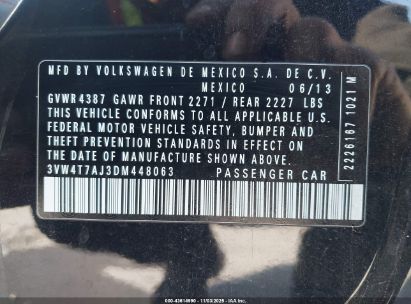 MFD BY VOLKSWAGEN DE MEXICO S.A. DE C.V.
MEXICO 06/13
GVWR 4387 GAWR FRONT 2271 / REAR 2227 LBS
THIS VEHICLE CONFORMS TO ALL APPLICABLE U.S.
FEDERAL MOTOR VEHICLE SAFETY, BUMPER AND
THEFT PREVENTION STANDARDS IN EFFECT ON
THE DATE OF MANUFACTURE SHOWN ABOVE.
3VW4T7AJ3DM448063 PASSENGER CAR
2226167 1021 M